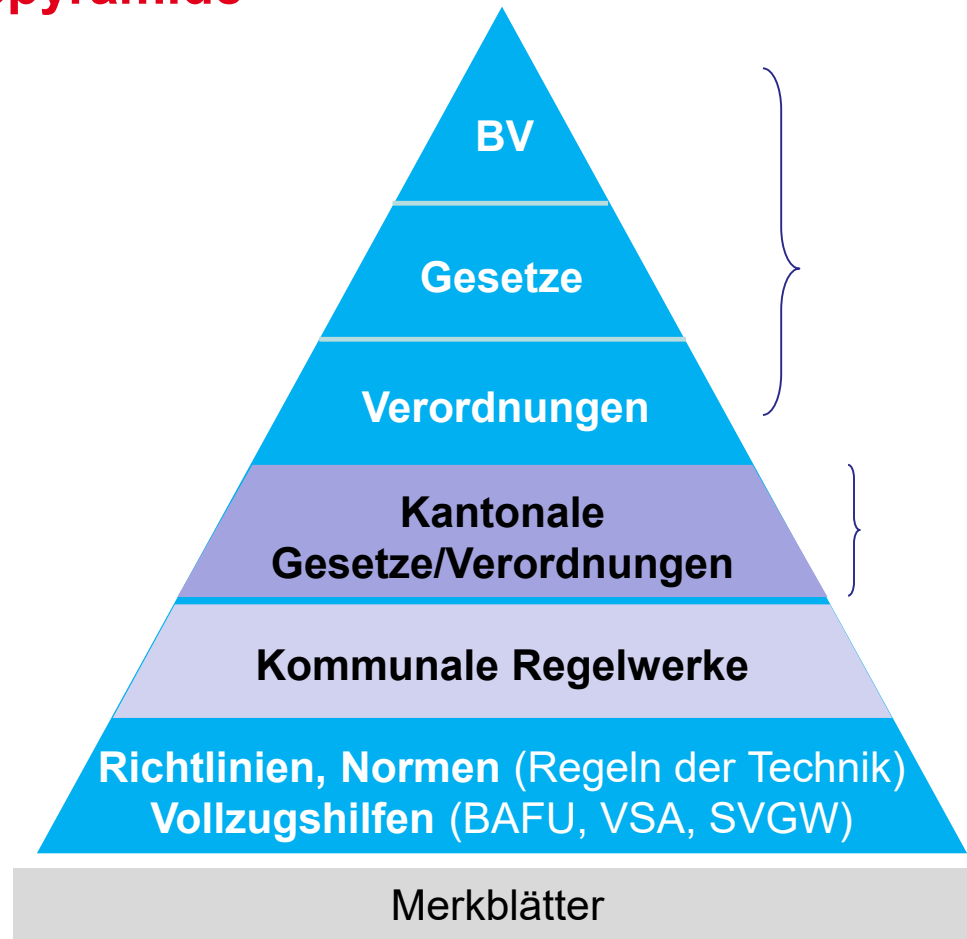 BV
Gesetze
Verordnungen
Kantonale
Gesetze/Verordnungen
Kommunale Regelwerke
Richtlinien, Normen (Regeln der Technik)
Vollzugshilfen (BAFU, VSA, SVGW)
Merkblätter